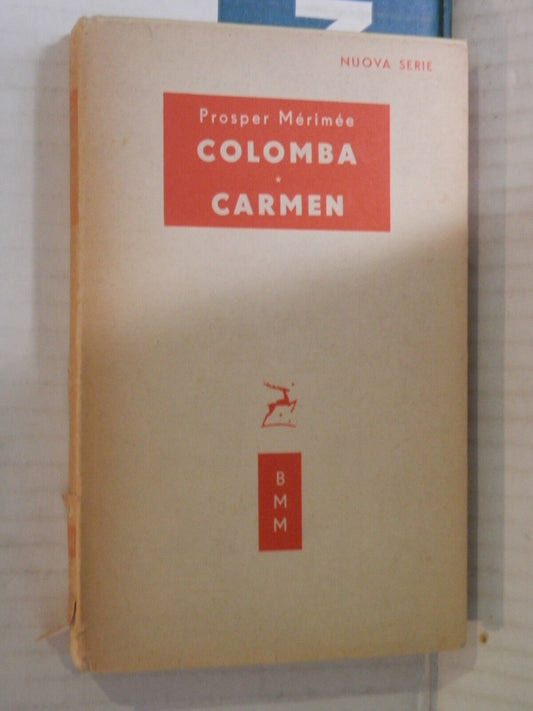 NUOVA SERIE
Prosper Mérimée
COLOMBA
*
CARMEN
B
M
M